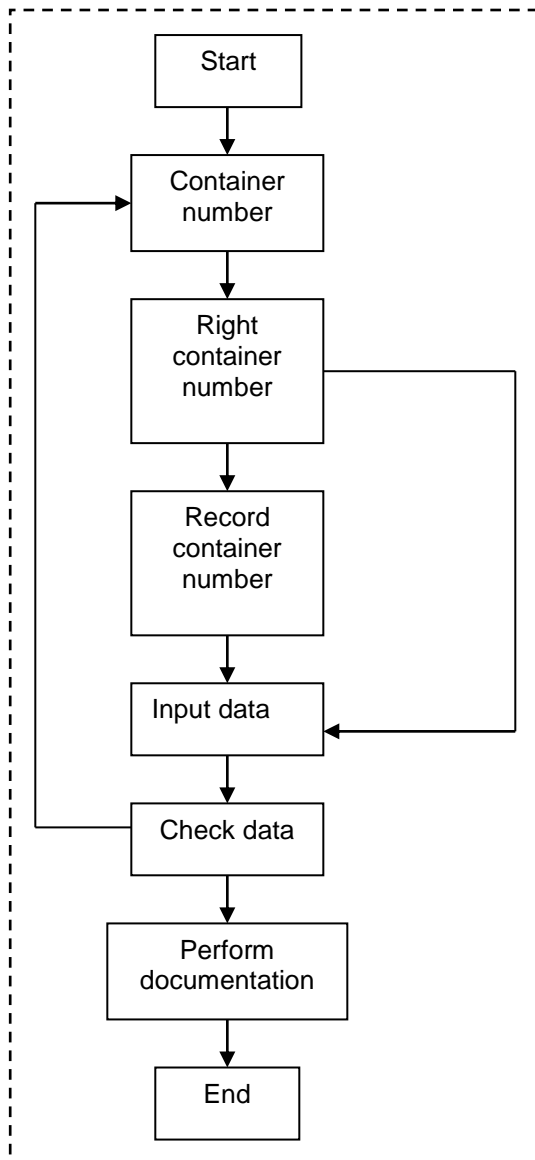 Start
Container
number
Right
container
number
Record
container
number
Input data
Check data
Perform
documentation
End